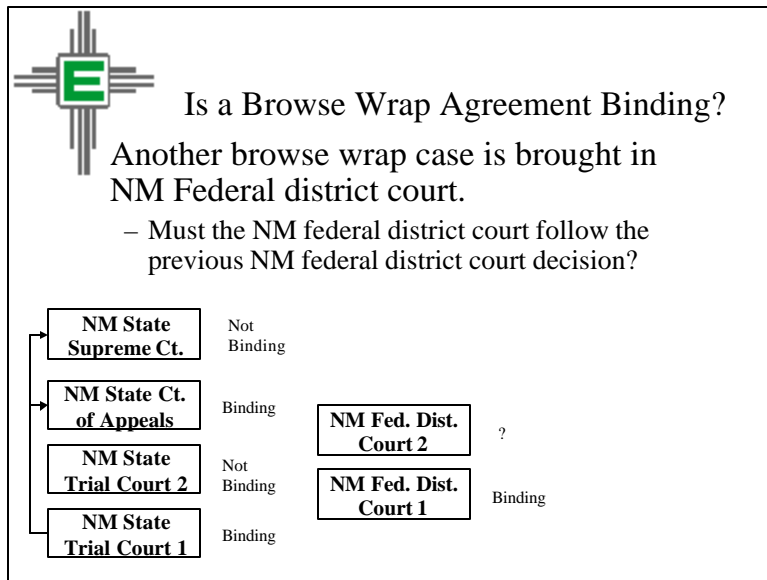 E
Is a Browse Wrap Agreement Binding?
Another browse wrap case is brought in
NM Federal district court.
– Must the NM federal district court follow the
previous NM federal district court decision?
NM State
Supreme Ct.
Not
Binding
NM State Ct.
of Appeals
Binding
NM Fed. Dist.
Court 2
?
NM State
Trial Court 2
Not
Binding
NM Fed. Dist.
Court 1
Binding
NM State
Trial Court 1
Binding